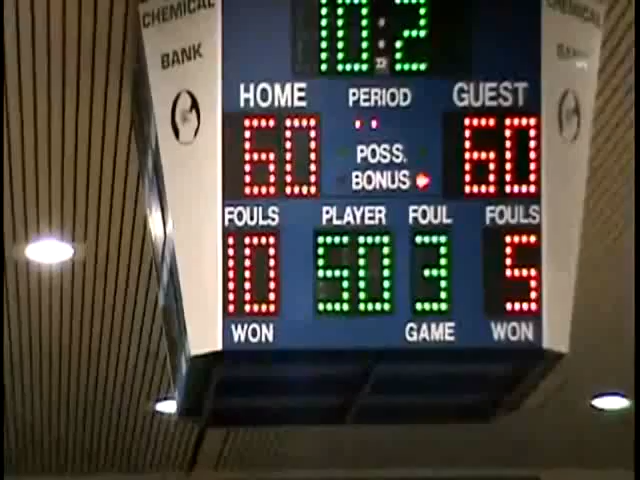 CHEMICAL
BANK
10:2
HOME PERIOD GUEST
60 60
POSS.
BONUS
FOULS PLAYER FOUL FOULS
10 50 3 5
WON GAME WON
CHEMICAL
BANK